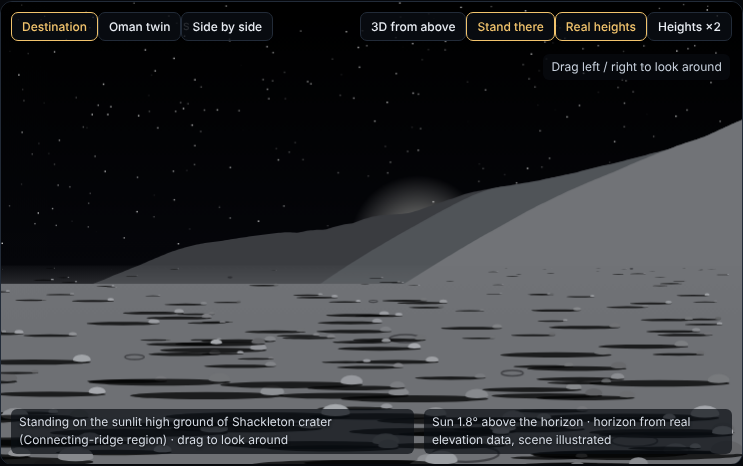 Destination
Oman twin
Side by side
3D from above
Stand there
Real heights
Heights ×2
Drag left / right to look around
Standing on the sunlit high ground of Shackleton crater
(Connecting-ridge region) · drag to look around
Sun 1.8° above the horizon · horizon from real
elevation data, scene illustrated